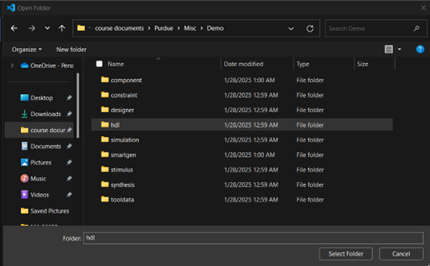 Open Folder
course documents > Purdue > Misc > Demo
Search Demo
Organize
New folder
OneDrive - Perso
Name
Date modified
Type
Size
component 1/28/2025 1:00 AM File folder
Desktop
constraint 1/28/2025 12:59 AM File folder
Downloads
designer 1/28/2025 12:59 AM File folder
course docur
hdl 1/28/2025 12:59 AM File folder
Documents
simulation 1/28/2025 12:59 AM File folder
Pictures
smartgen 1/28/2025 1:00 AM File folder
Music
stimulus 1/28/2025 12:59 AM File folder
Videos
synthesis 1/28/2025 12:59 AM File folder
Saved Pictures
tooldata 1/28/2025 12:59 AM File folder
Folder: hdl
Select Folder
Cancel